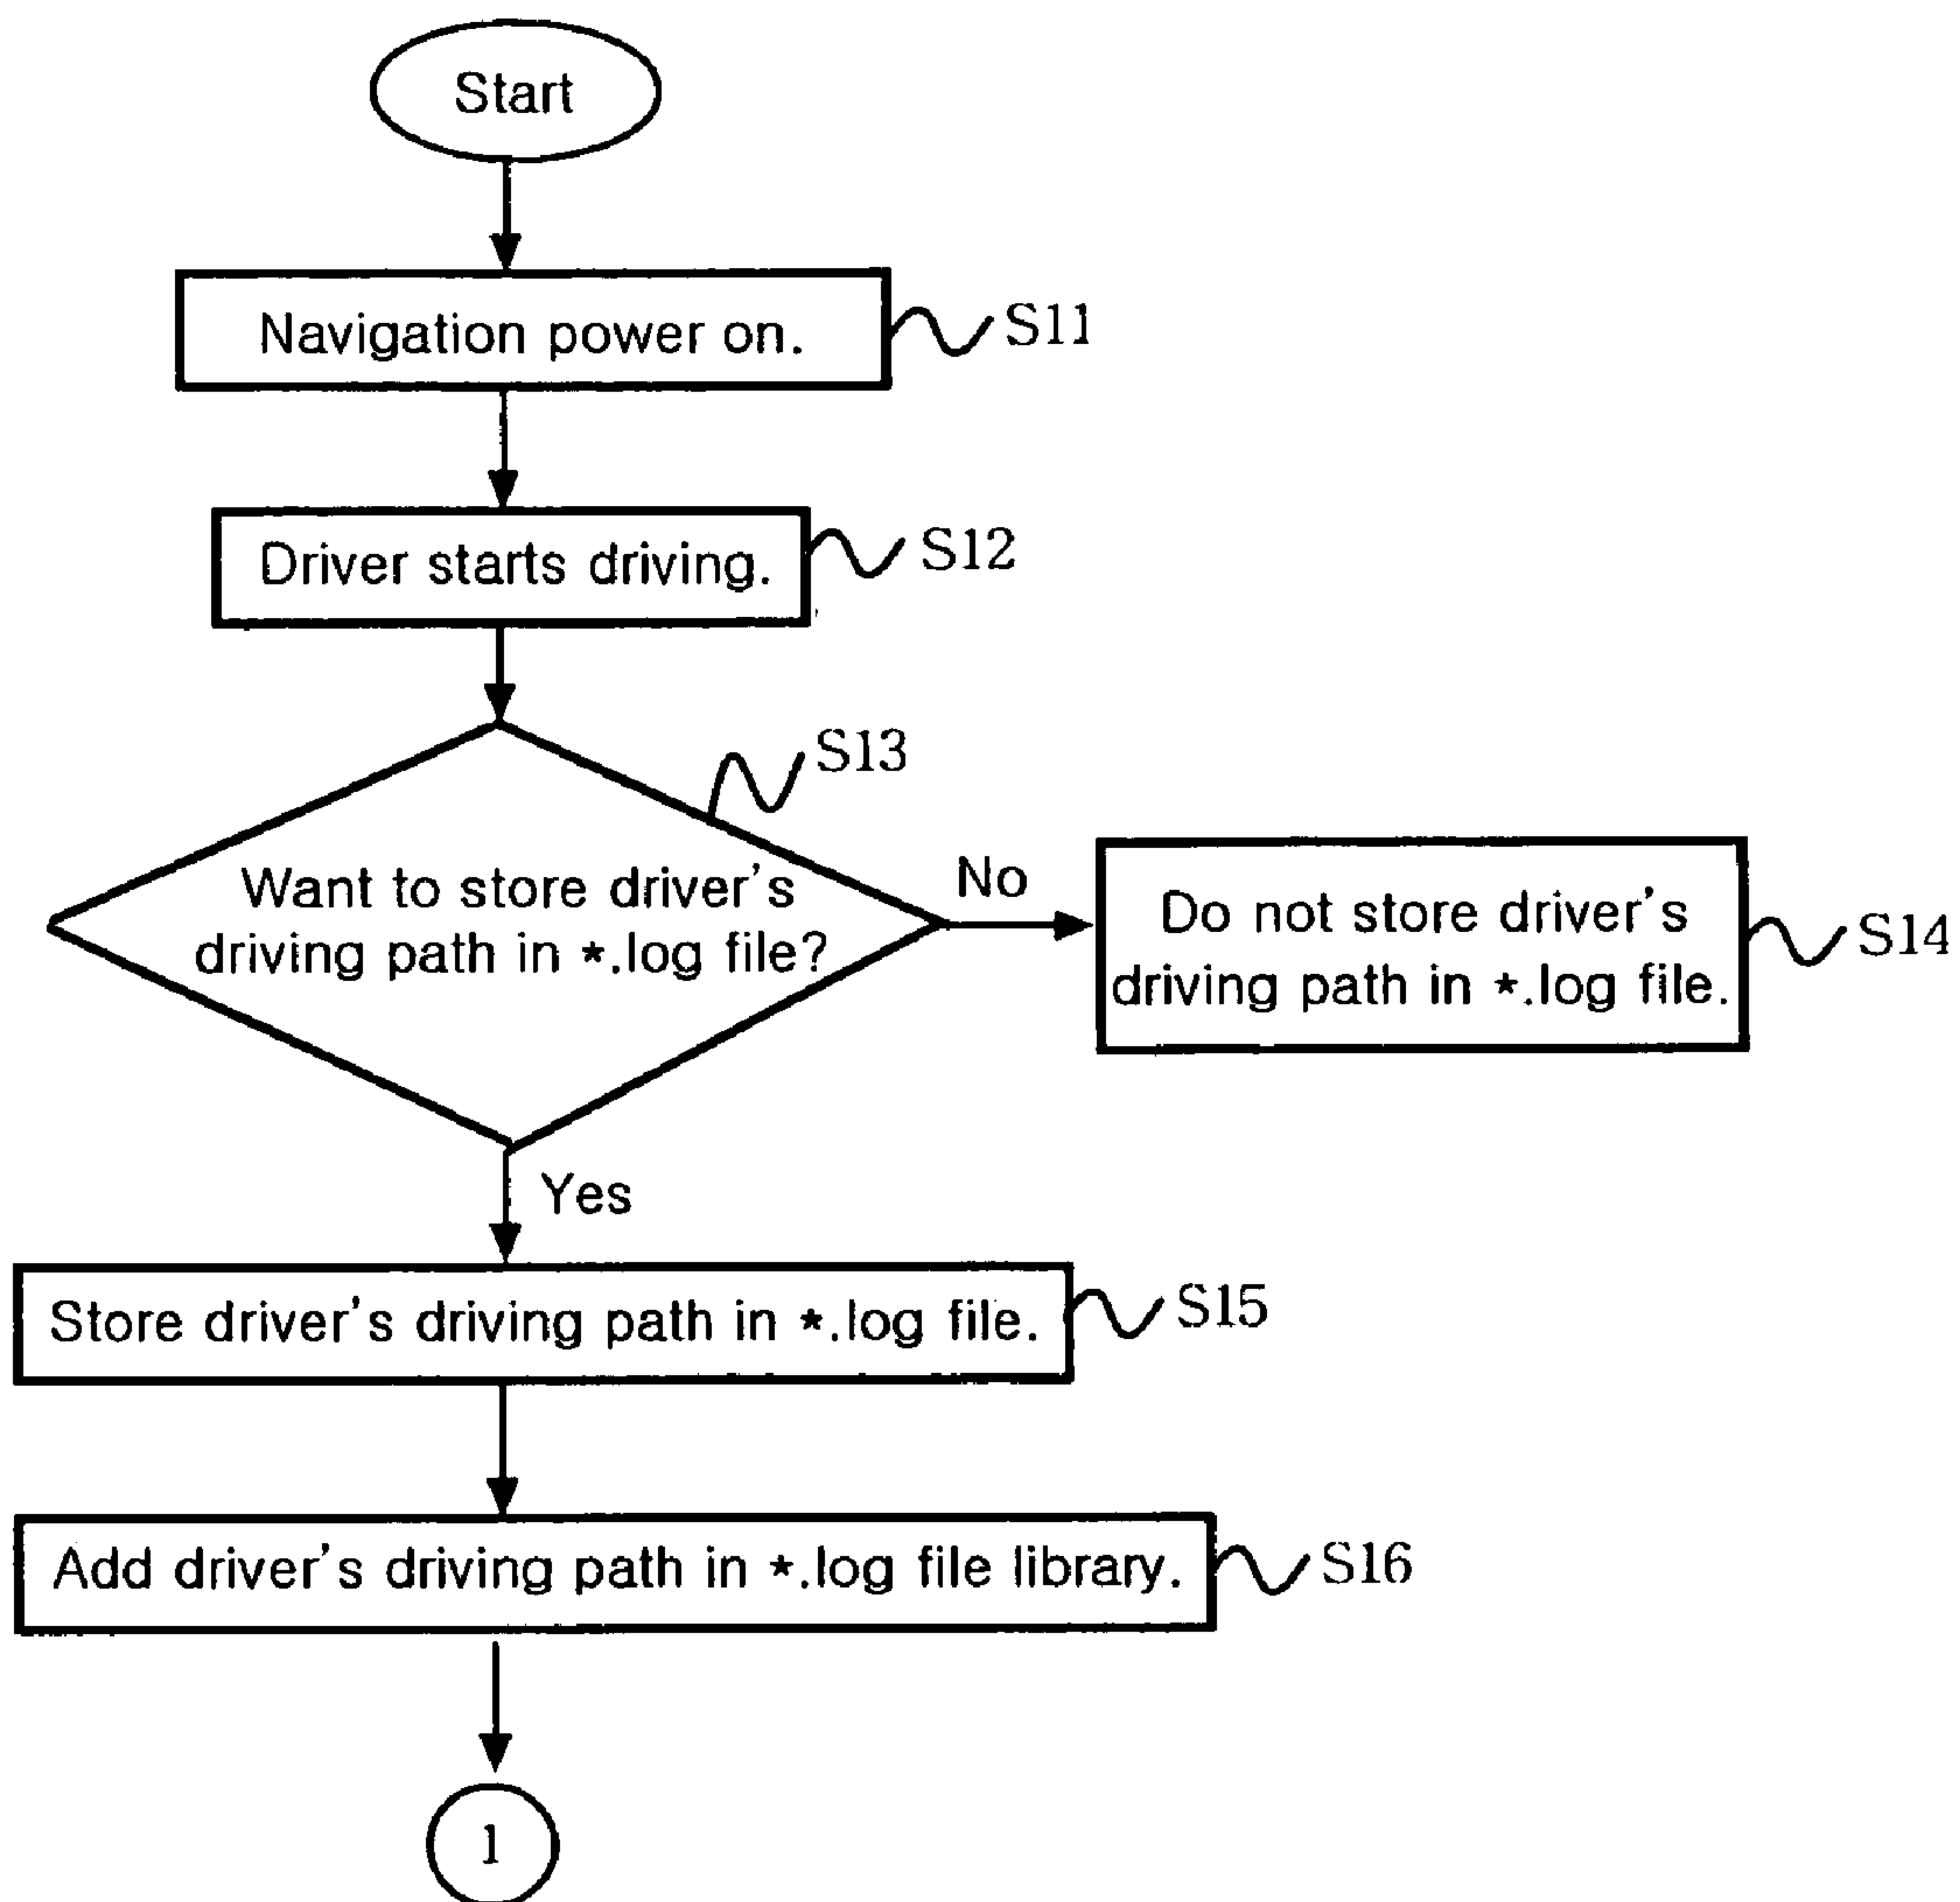 Start
Navigation power on.
S11
Driver starts driving.
S12
S13
Want to store driver's
driving path in *.log file?
No
Do not store driver's
driving path in *.log file.
S14
Yes
Store driver's driving path in *.log file.
S15
Add driver's driving path in *.log file library.
S16
1